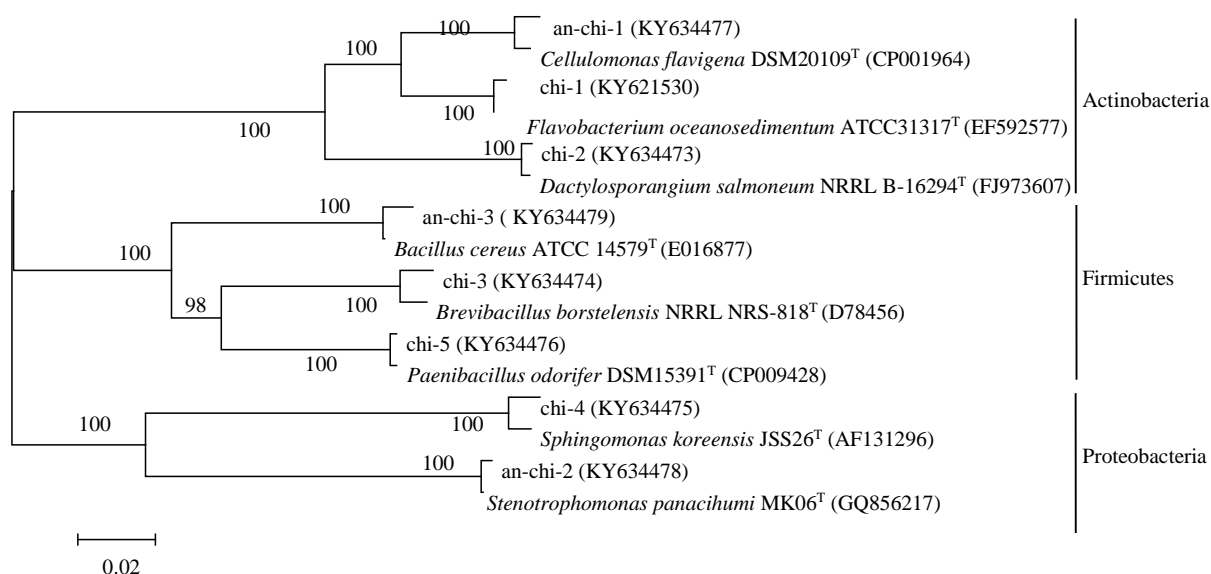 100
an-chi-1 (KY634477)
100
Cellulomonas flavigena DSM20109ᵀ (CP001964)
chi-1 (KY621530)
100
Actinobacteria
100
Flavobacterium oceanosedimentum ATCC31317ᵀ (EF592577)
100
chi-2 (KY634473)
Dactylosporangium salmoneum NRRL B-16294ᵀ (FJ973607)
100
an-chi-3 ( KY634479)
100
Bacillus cereus ATCC 14579ᵀ (E016877)
chi-3 (KY634474)
Firmicutes
98
100
Brevibacillus borstelensis NRRL NRS-818ᵀ (D78456)
chi-5 (KY634476)
100
Paenibacillus odorifer DSM15391ᵀ (CP009428)
chi-4 (KY634475)
100
100
Sphingomonas koreensis JSS26ᵀ (AF131296)
Proteobacteria
100
an-chi-2 (KY634478)
Stenotrophomonas panacihumi MK06ᵀ (GQ856217)
0.02